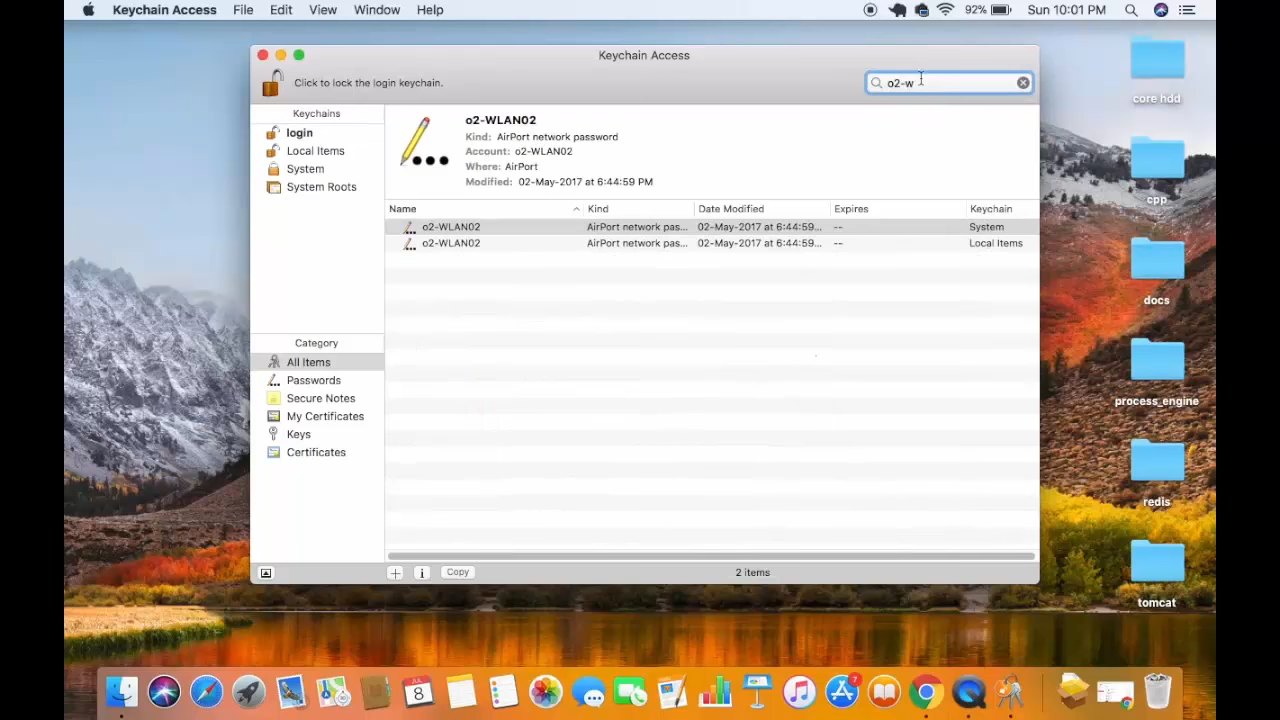 Keychain Access File Edit View Window Help 92% Sun 10:01 PM
Keychain Access
Click to lock the login keychain. o2-w
Keychains
login
Local Items
System
System Roots
o2-WLAN02
Kind: AirPort network password
Account: o2-WLAN02
Where: AirPort
Modified: 02-May-2017 at 6:44:59 PM
Name Kind Date Modified Expires Keychain
o2-WLAN02 AirPort network pas... 02-May-2017 at 6:44:59... -- System
o2-WLAN02 AirPort network pas... 02-May-2017 at 6:44:59... -- Local Items
Category
All Items
Passwords
Secure Notes
My Certificates
Keys
Certificates
Copy 2 items
core hdd
cpp
docs
process_engine
redis
tomcat
JUL
8
7